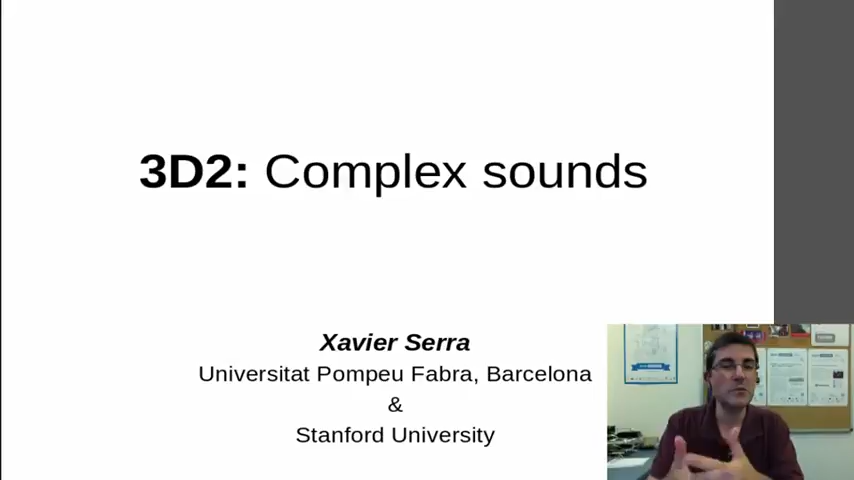 3D2: Complex sounds
Xavier Serra
Universitat Pompeu Fabra, Barcelona
&
Stanford University